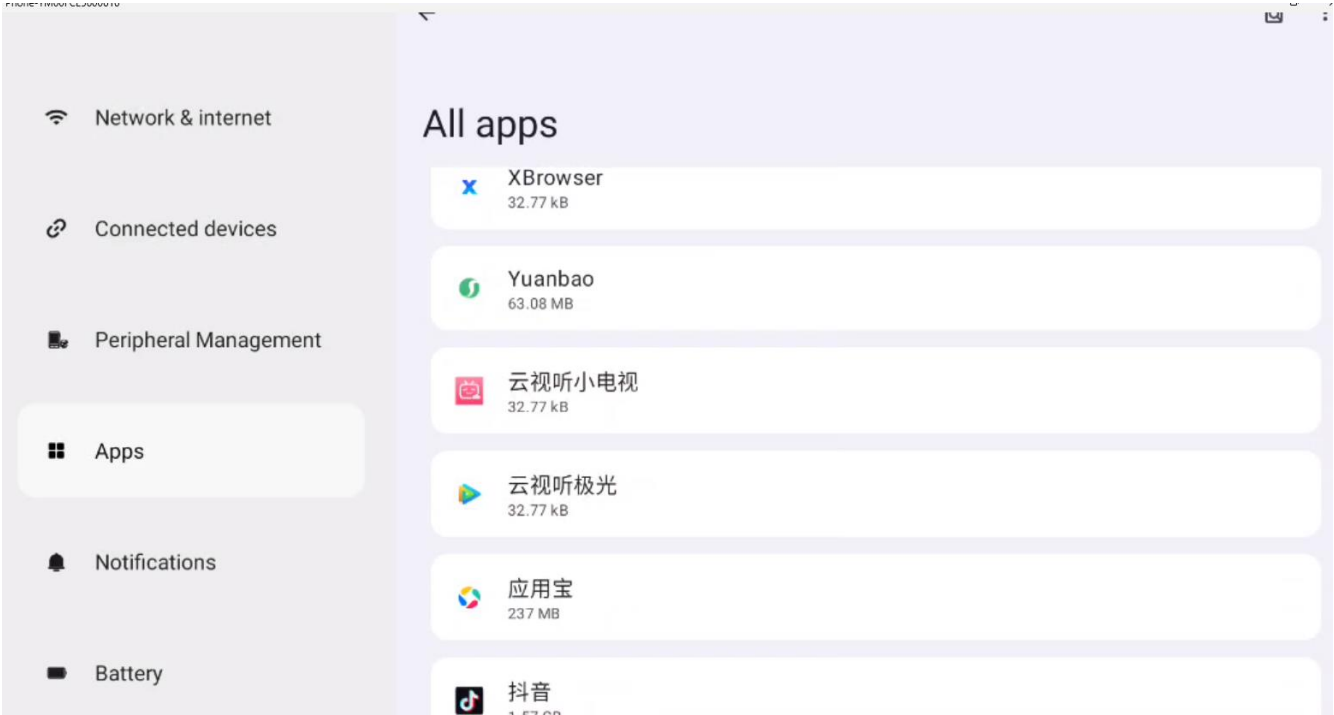 Network & internet
Connected devices
Peripheral Management
Apps
Notifications
Battery
All apps
XBrowser
32.77 kB
Yuanbao
63.08 MB
云视听小电视
32.77 kB
云视听极光
32.77 kB
应用宝
237 MB
抖音